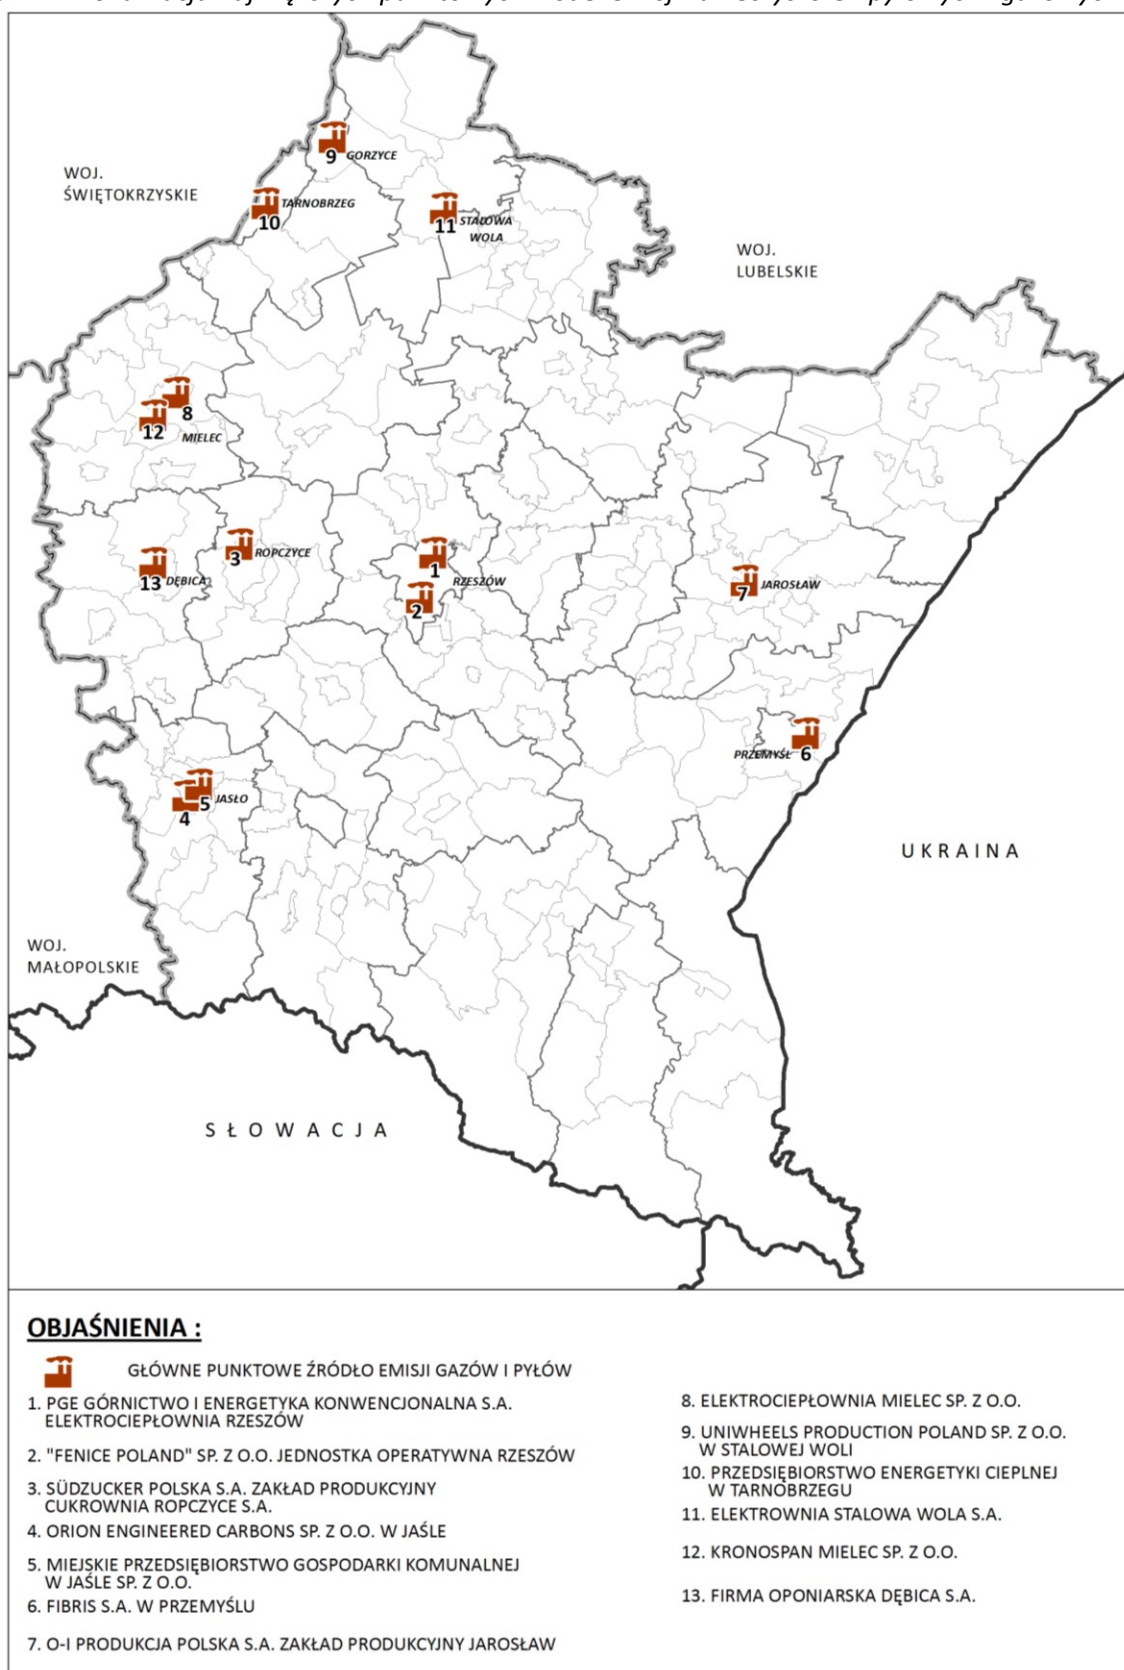 WOJ.
ŚWIĘTOKRZYSKIE
9 GORZYCE
10 TARNOBRZEG
11 STALOWA
WOLA
WOJ.
LUBELSKIE
8
12 MIELEC
3 ROPCZYCE
13 DĘBICA
1
RZESZÓW
2
7 JAROSŁAW
PRZEMYŚL 6
5 JASŁO
4
UKRAINA
WOJ.
MAŁOPOLSKIE
SŁOWACJA
OBJAŚNIENIA :
GŁÓWNE PUNKTOWE ŹRÓDŁO EMISJI GAZÓW I PYŁÓW
1. PGE GÓRNICTWO I ENERGETYKA KONWENCJONALNA S.A.
ELEKTROCIEPŁOWNIA RZESZÓW
2. "FENICE POLAND" SP. Z O.O. JEDNOSTKA OPERATYWNA RZESZÓW
3. SÜDZUCKER POLSKA S.A. ZAKŁAD PRODUKCYJNY
CUKROWNIA ROPCZYCE S.A.
4. ORION ENGINEERED CARBONS SP. Z O.O. W JAŚLE
5. MIEJSKIE PRZEDSIĘBIORSTWO GOSPODARKI KOMUNALNEJ
W JAŚLE SP. Z O.O.
6. FIBRIS S.A. W PRZEMYŚLU
7. O-I PRODUKCJA POLSKA S.A. ZAKŁAD PRODUKCYJNY JAROSŁAW
8. ELEKTROCIEPŁOWNIA MIELEC SP. Z O.O.
9. UNIWHEELS PRODUCTION POLAND SP. Z O.O.
W STALOWEJ WOLI
10. PRZEDSIĘBIORSTWO ENERGETYKI CIEPLNEJ
W TARNOBRZEGU
11. ELEKTROWNIA STALOWA WOLA S.A.
12. KRONOSPAN MIELEC SP. Z O.O.
13. FIRMA OPONIARSKA DĘBICA S.A.